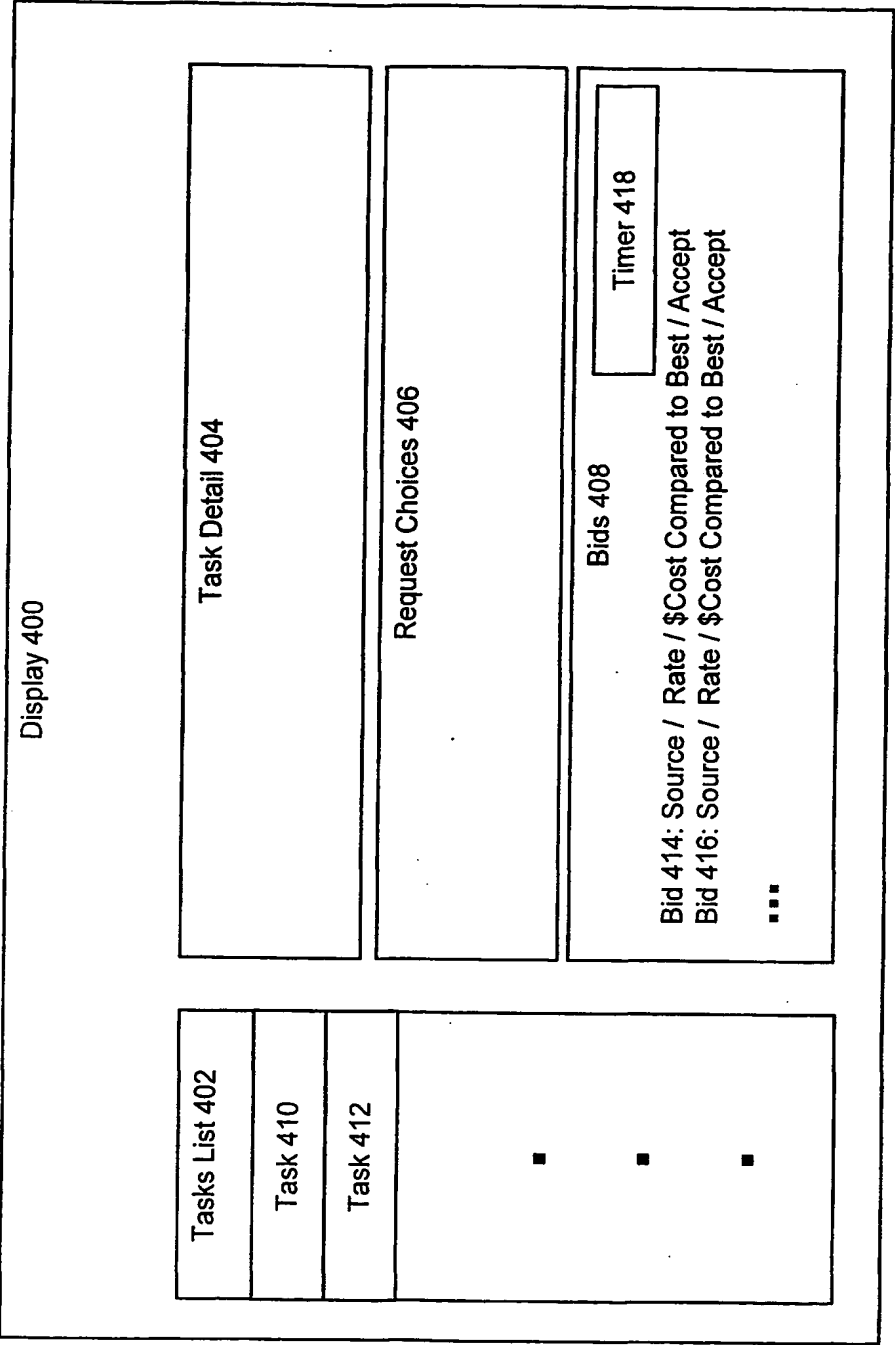 Display 400
Tasks List 402
Task 410
Task 412
Task Detail 404
Request Choices 406
Bids 408
Timer 418
Bid 414: Source / Rate / $Cost Compared to Best / Accept
Bid 416: Source / Rate / $Cost Compared to Best / Accept